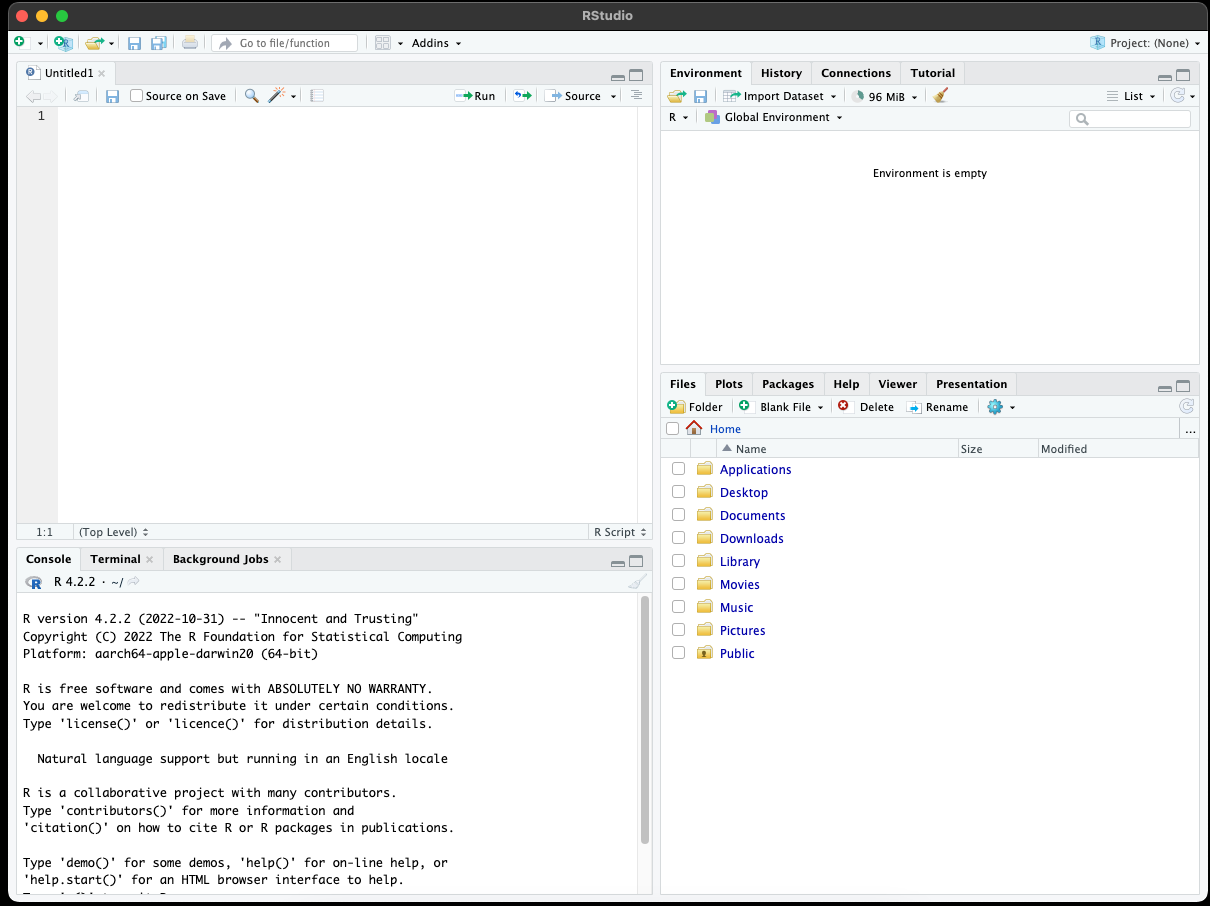 RStudio
Go to file/function
Addins
Project: (None)
Untitled1
Source on Save
Run
Source
1
1:1
(Top Level)
R Script
Console
Terminal
Background Jobs
R 4.2.2 · ~/
R version 4.2.2 (2022-10-31) -- "Innocent and Trusting"
Copyright (C) 2022 The R Foundation for Statistical Computing
Platform: aarch64-apple-darwin20 (64-bit)
R is free software and comes with ABSOLUTELY NO WARRANTY.
You are welcome to redistribute it under certain conditions.
Type 'license()' or 'licence()' for distribution details.
Natural language support but running in an English locale
R is a collaborative project with many contributors.
Type 'contributors()' for more information and
'citation()' on how to cite R or R packages in publications.
Type 'demo()' for some demos, 'help()' for on-line help, or
'help.start()' for an HTML browser interface to help.
Environment
History
Connections
Tutorial
Import Dataset
96 MiB
List
R
Global Environment
Environment is empty
Files
Plots
Packages
Help
Viewer
Presentation
Folder
Blank File
Delete
Rename
Home
...
Name
Size
Modified
Applications
Desktop
Documents
Downloads
Library
Movies
Music
Pictures
Public